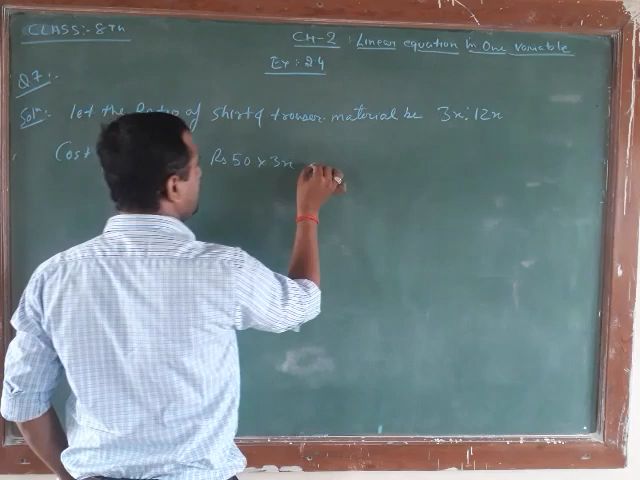 CLASS:- 8Th
CH-2 : Linear equation in One variable
Ex: 2.4
Q7:-
Soln:- let the Ratio of shirt & trouser material be 3x:12x
Cost Rs 50 × 3x